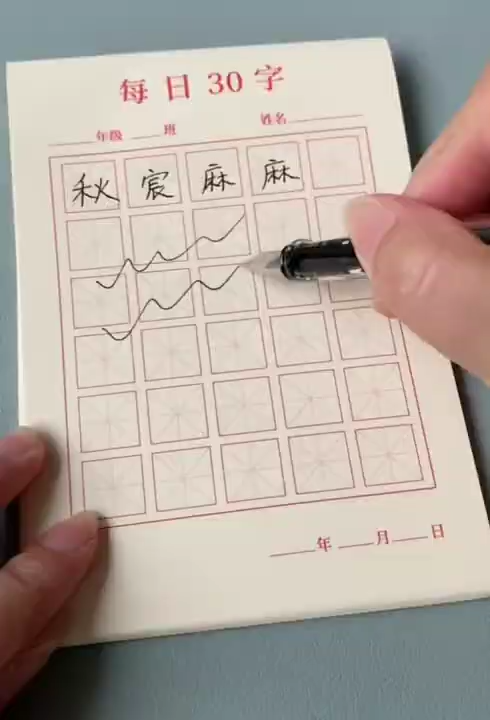 每日30字
年级 班 姓名
秋宸麻麻
年 月 日